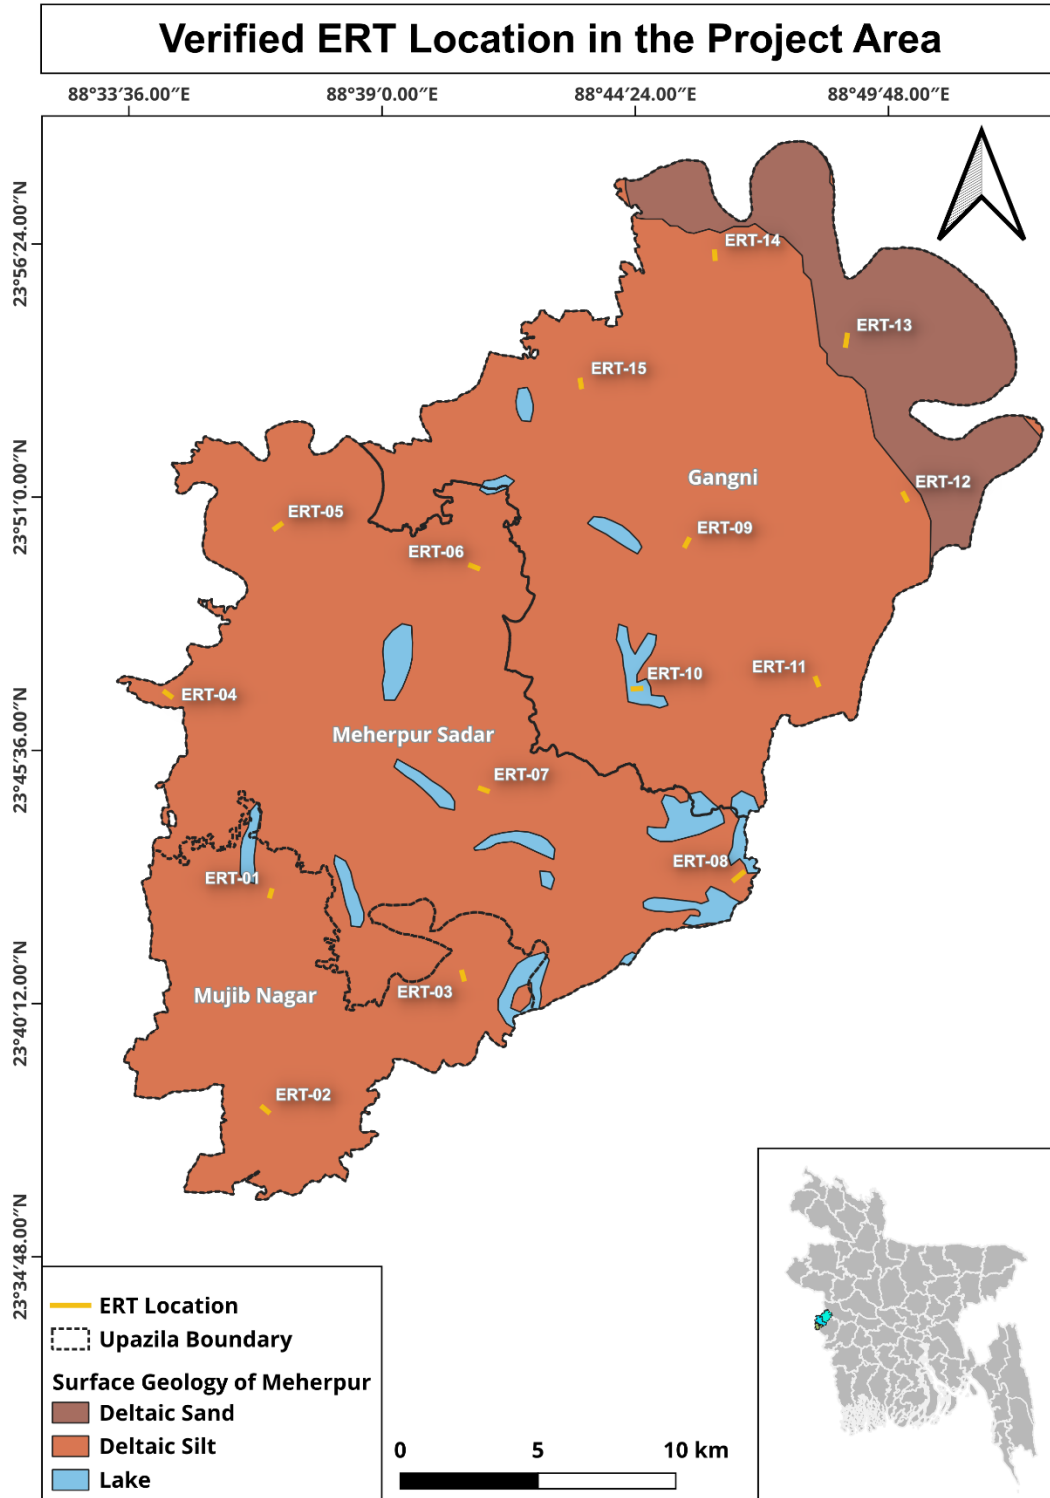 Verified ERT Location in the Project Area
88°33′36.00″E 88°39′0.00″E 88°44′24.00″E 88°49′48.00″E
23°56′24.00″N
23°51′0.00″N
23°45′36.00″N
23°40′12.00″N
23°34′48.00″N
ERT-14
ERT-13
ERT-15
Gangni
ERT-12
ERT-05
ERT-09
ERT-06
ERT-10
ERT-11
ERT-04
Meherpur Sadar
ERT-07
ERT-08
ERT-01
ERT-03
Mujib Nagar
ERT-02
ERT Location
Upazila Boundary
Surface Geology of Meherpur
Deltaic Sand
Deltaic Silt
Lake
0 5 10 km